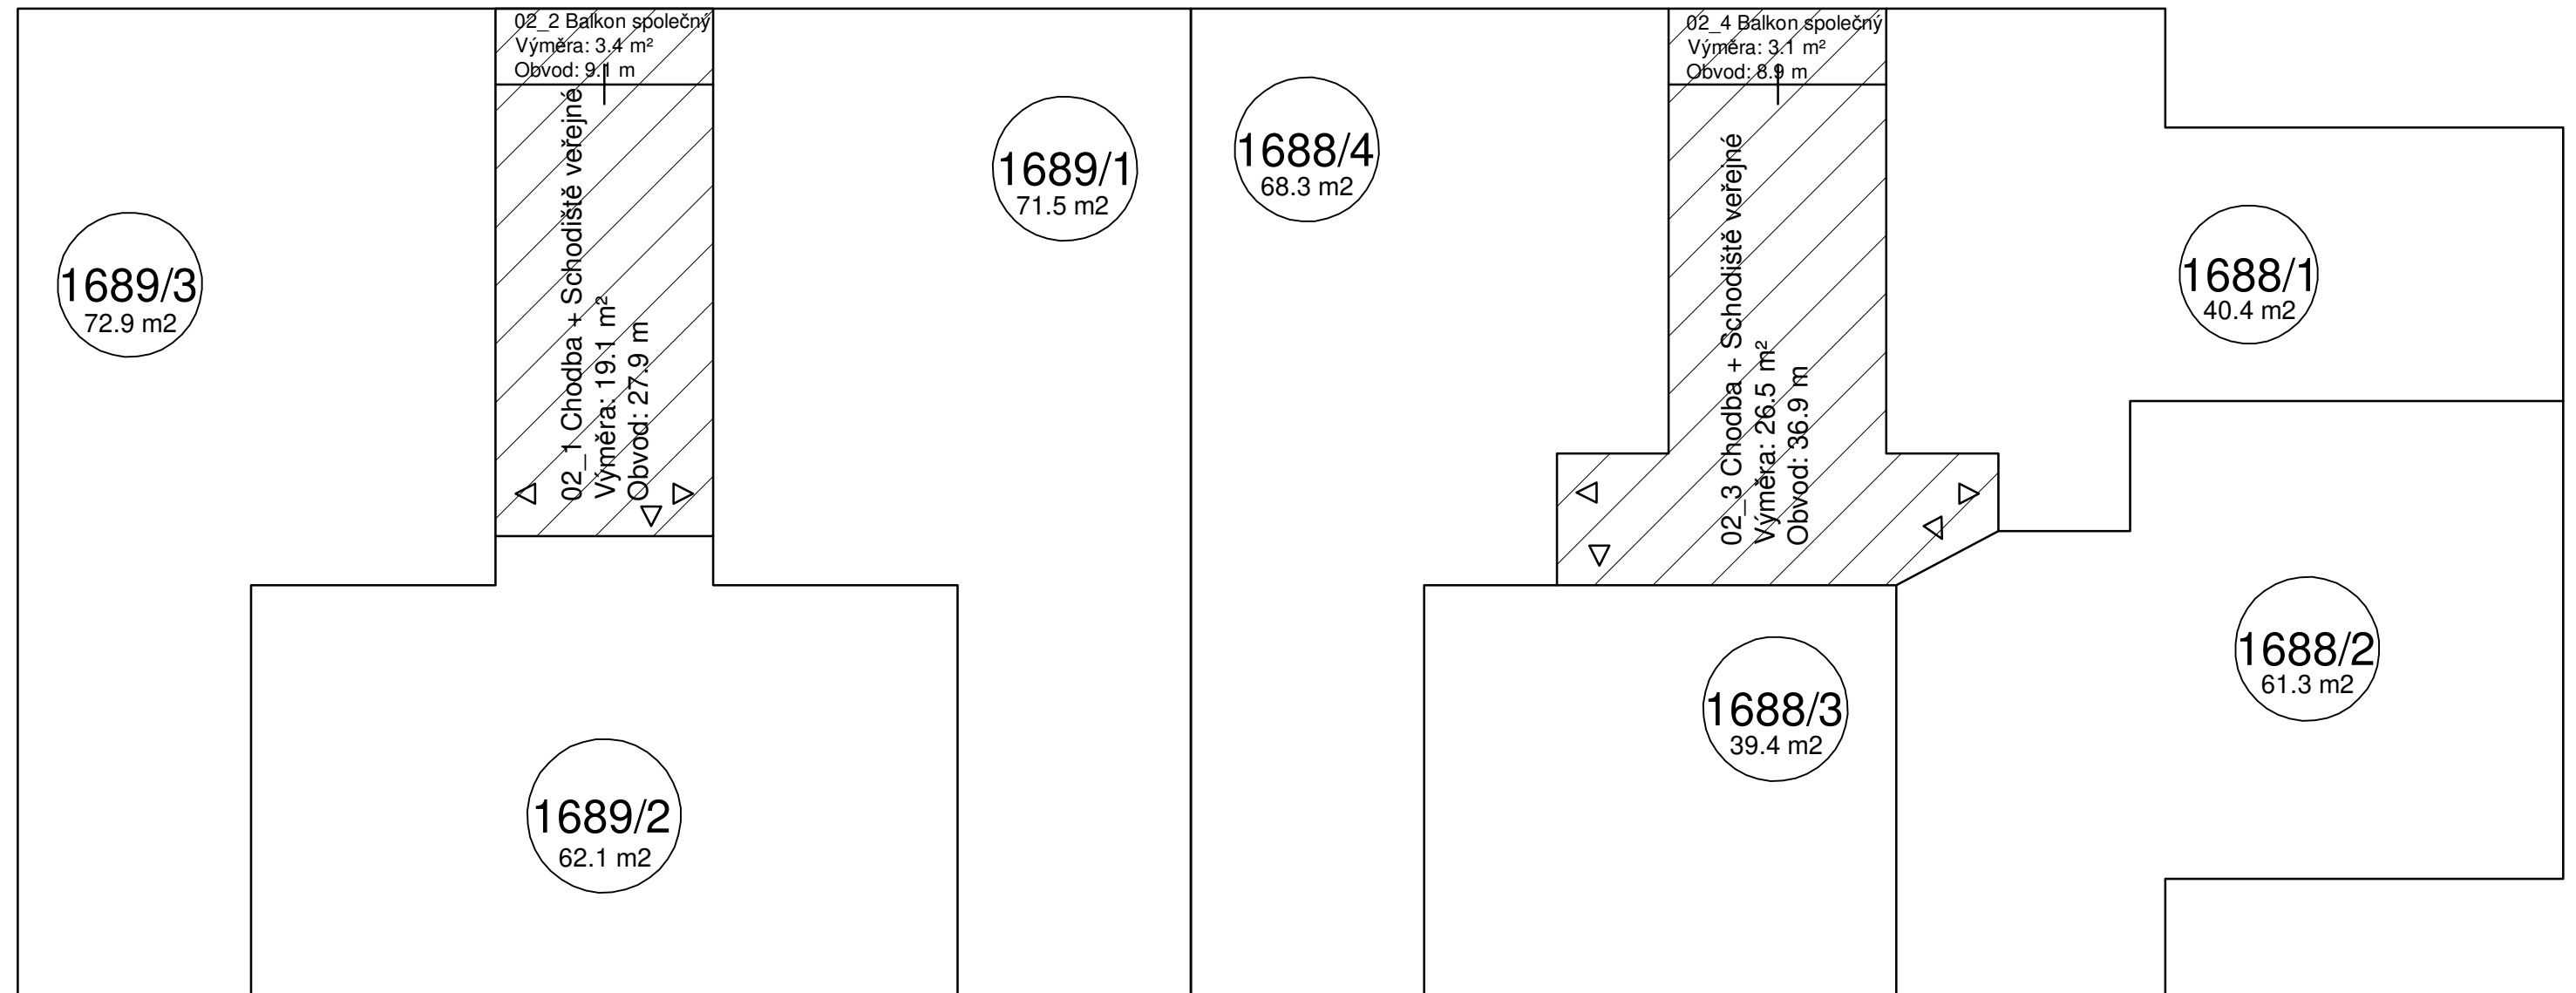 02_2 Balkon společný
Výměra: 3.4 m²
Obvod: 9.1 m
02_4 Balkon společný
Výměra: 3.1 m²
Obvod: 8.9 m
1689/3
72.9 m2
02_1 Chodba + Schodiště veřejné
Výměra: 19.1 m²
Obvod: 27.9 m
1689/1
71.5 m2
1688/4
68.3 m2
02_3 Chodba + Schodiště veřejné
Výměra: 26.5 m²
Obvod: 36.9 m
1688/1
40.4 m2
1689/2
62.1 m2
1688/3
39.4 m2
1688/2
61.3 m2